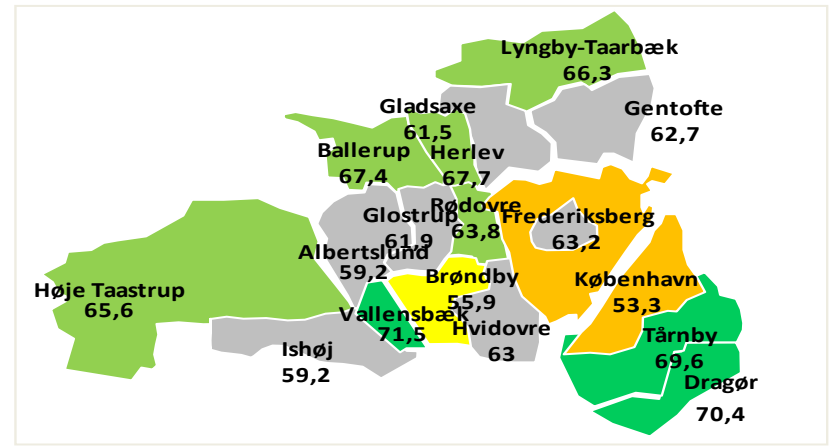 Lyngby-Taarbæk
66,3
Gladsaxe
61,5
Gentofte
62,7
Ballerup
67,4
Herlev
67,7
Rødovre
63,8
Glostrup
61,9
Frederiksberg
63,2
Albertslund
59,2
Høje Taastrup
65,6
Brøndby
55,9
København
53,3
Vallensbæk
71,5
Hvidovre
63
Ishøj
59,2
Tårnby
69,6
Dragør
70,4